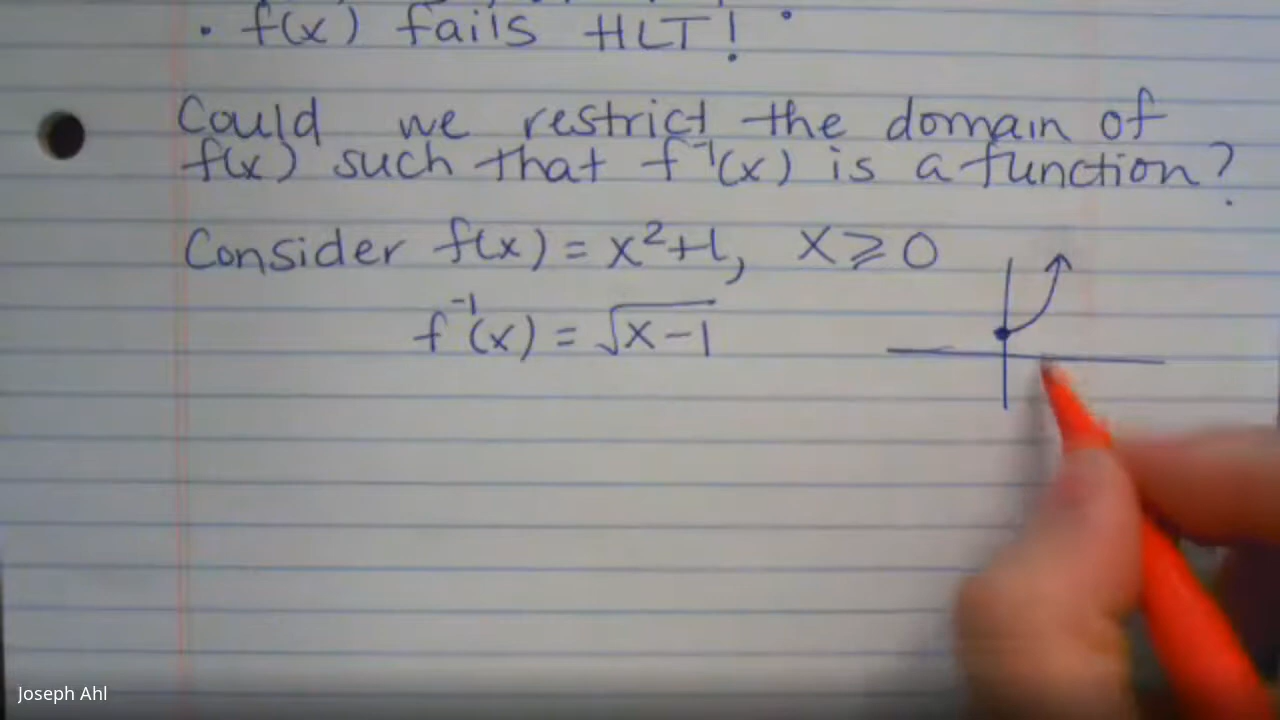 • f(x) fails HLT!
Could we restrict the domain of
f(x) such that f⁻¹(x) is a function?
Consider f(x) = x²+1, x ≥ 0
f⁻¹(x) = √x-1
Joseph Ahl